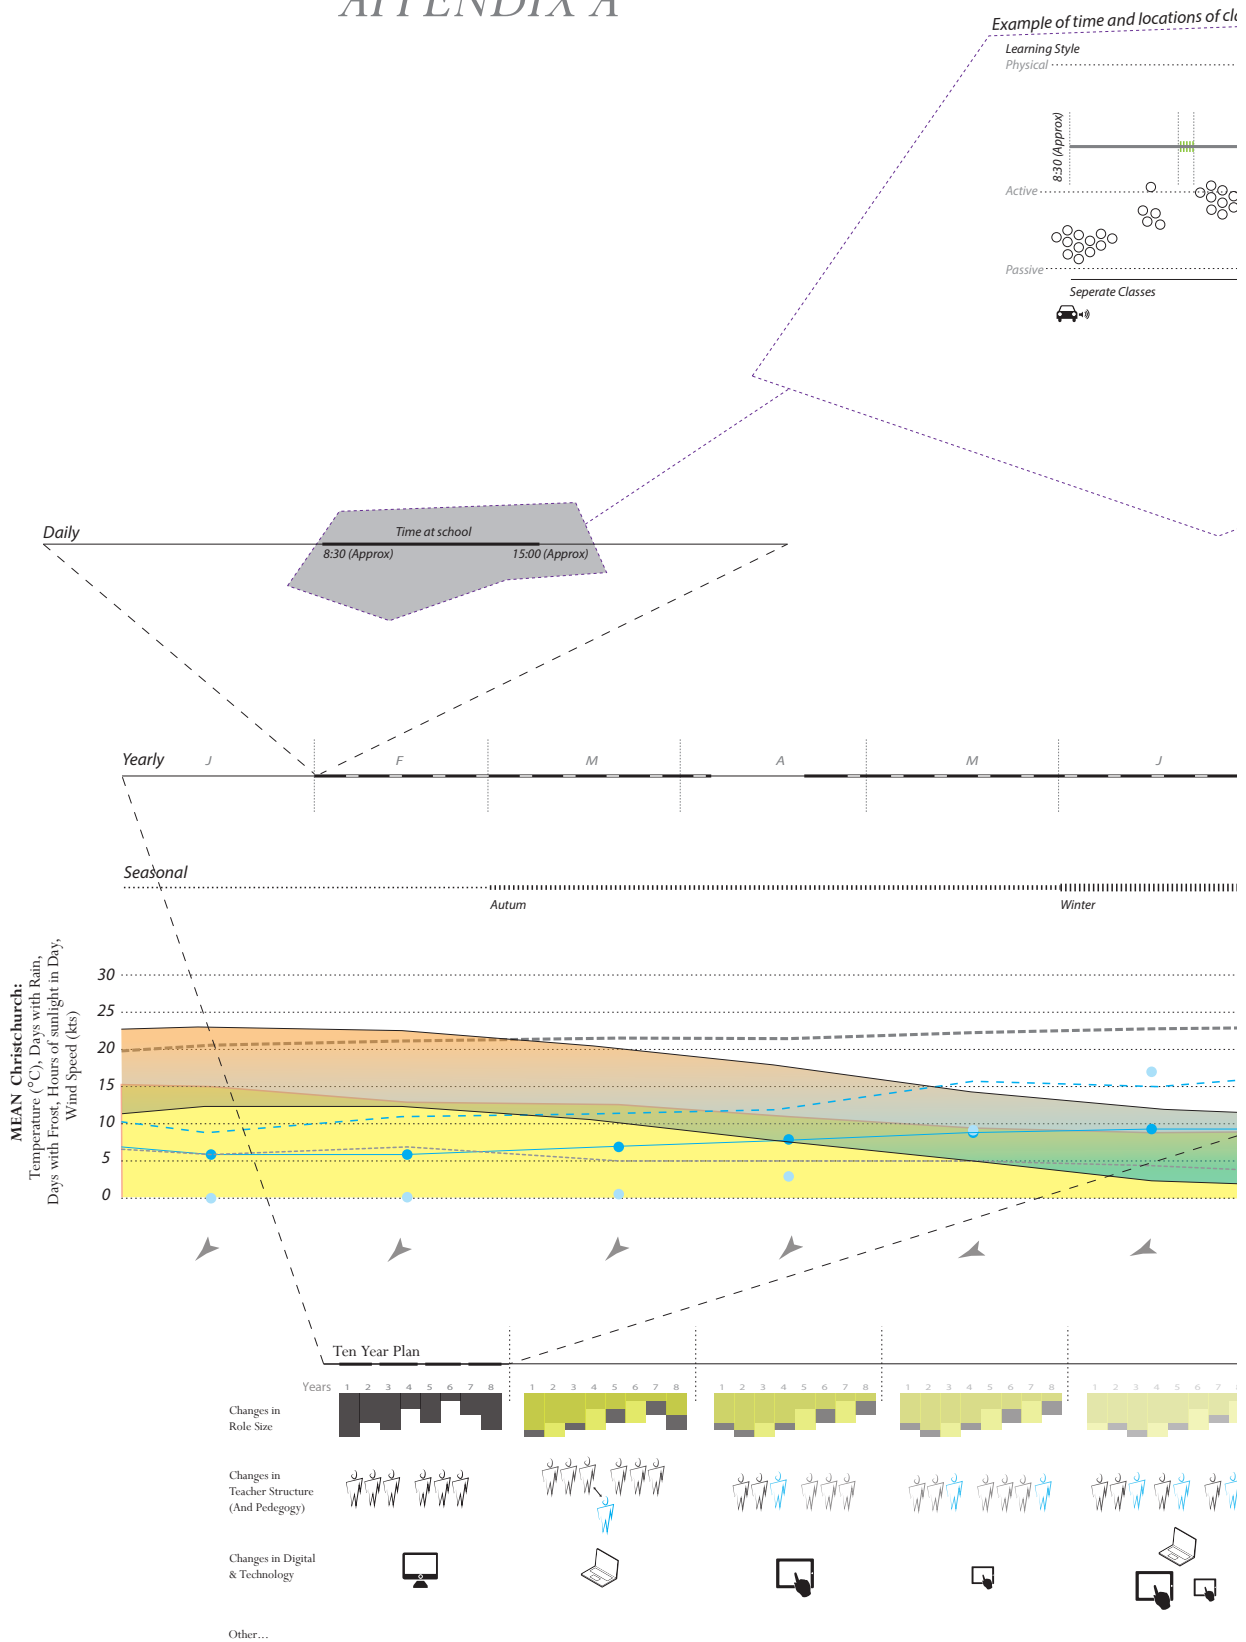 APPENDIX A
Example of time and locations of cl
Learning Style
Physical
8:30 (Approx)
Active
Passive
Seperate Classes
Daily
Time at school
8:30 (Approx)
15:00 (Approx)
Yearly
J
F
M
A
M
J
Seasonal
Autum
Winter
MEAN Christchurch:
Temperature (°C), Days with Rain,
Days with Frost, Hours of sunlight in Day,
Wind Speed (kts)
30
25
20
15
10
5
0
Ten Year Plan
Years
1 2 3 4 5 6 7 8
1 2 3 4 5 6 7 8
1 2 3 4 5 6 7 8
1 2 3 4 5 6 7 8
1 2 3 4 5 6 7
Changes in
Role Size
Changes in
Teacher Structure
(And Pedegogy)
Changes in Digital
& Technology
Other…